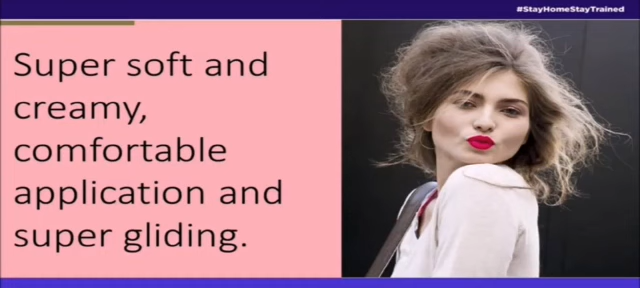 #StayHomeStayTrained
Super soft and
creamy,
comfortable
application and
super gliding.